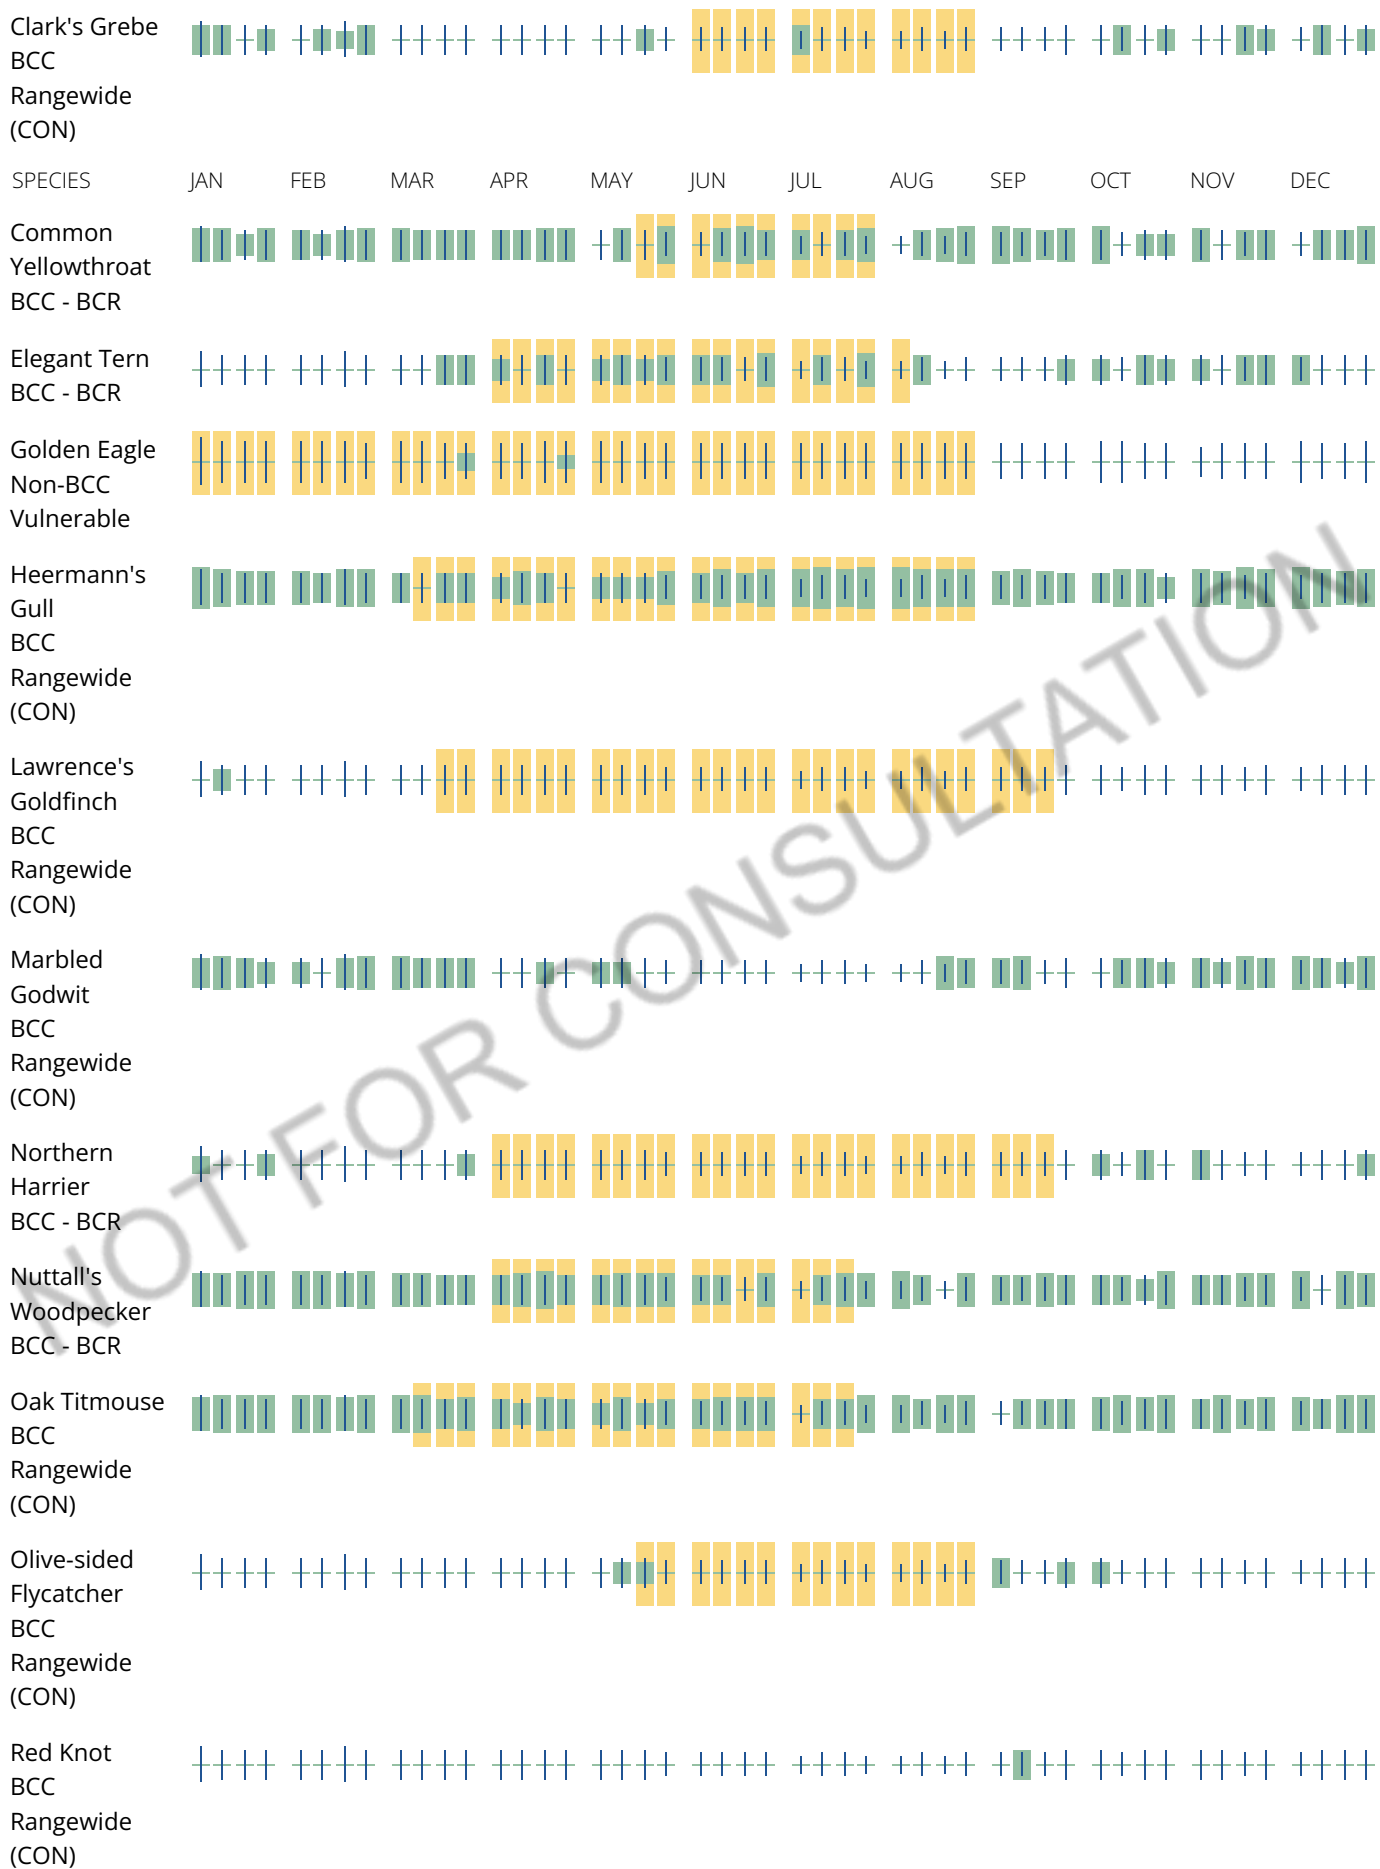 Clark's Grebe
BCC
Rangewide
(CON)
SPECIES JAN FEB MAR APR MAY JUN JUL AUG SEP OCT NOV DEC
Common
Yellowthroat
BCC - BCR
Elegant Tern
BCC - BCR
Golden Eagle
Non-BCC
Vulnerable
Heermann's
Gull
BCC
Rangewide
(CON)
Lawrence's
Goldfinch
BCC
Rangewide
(CON)
Marbled
Godwit
BCC
Rangewide
(CON)
Northern
Harrier
BCC - BCR
Nuttall's
Woodpecker
BCC - BCR
Oak Titmouse
BCC
Rangewide
(CON)
Olive-sided
Flycatcher
BCC
Rangewide
(CON)
Red Knot
BCC
Rangewide
(CON)
NOT FOR CONSULTATION